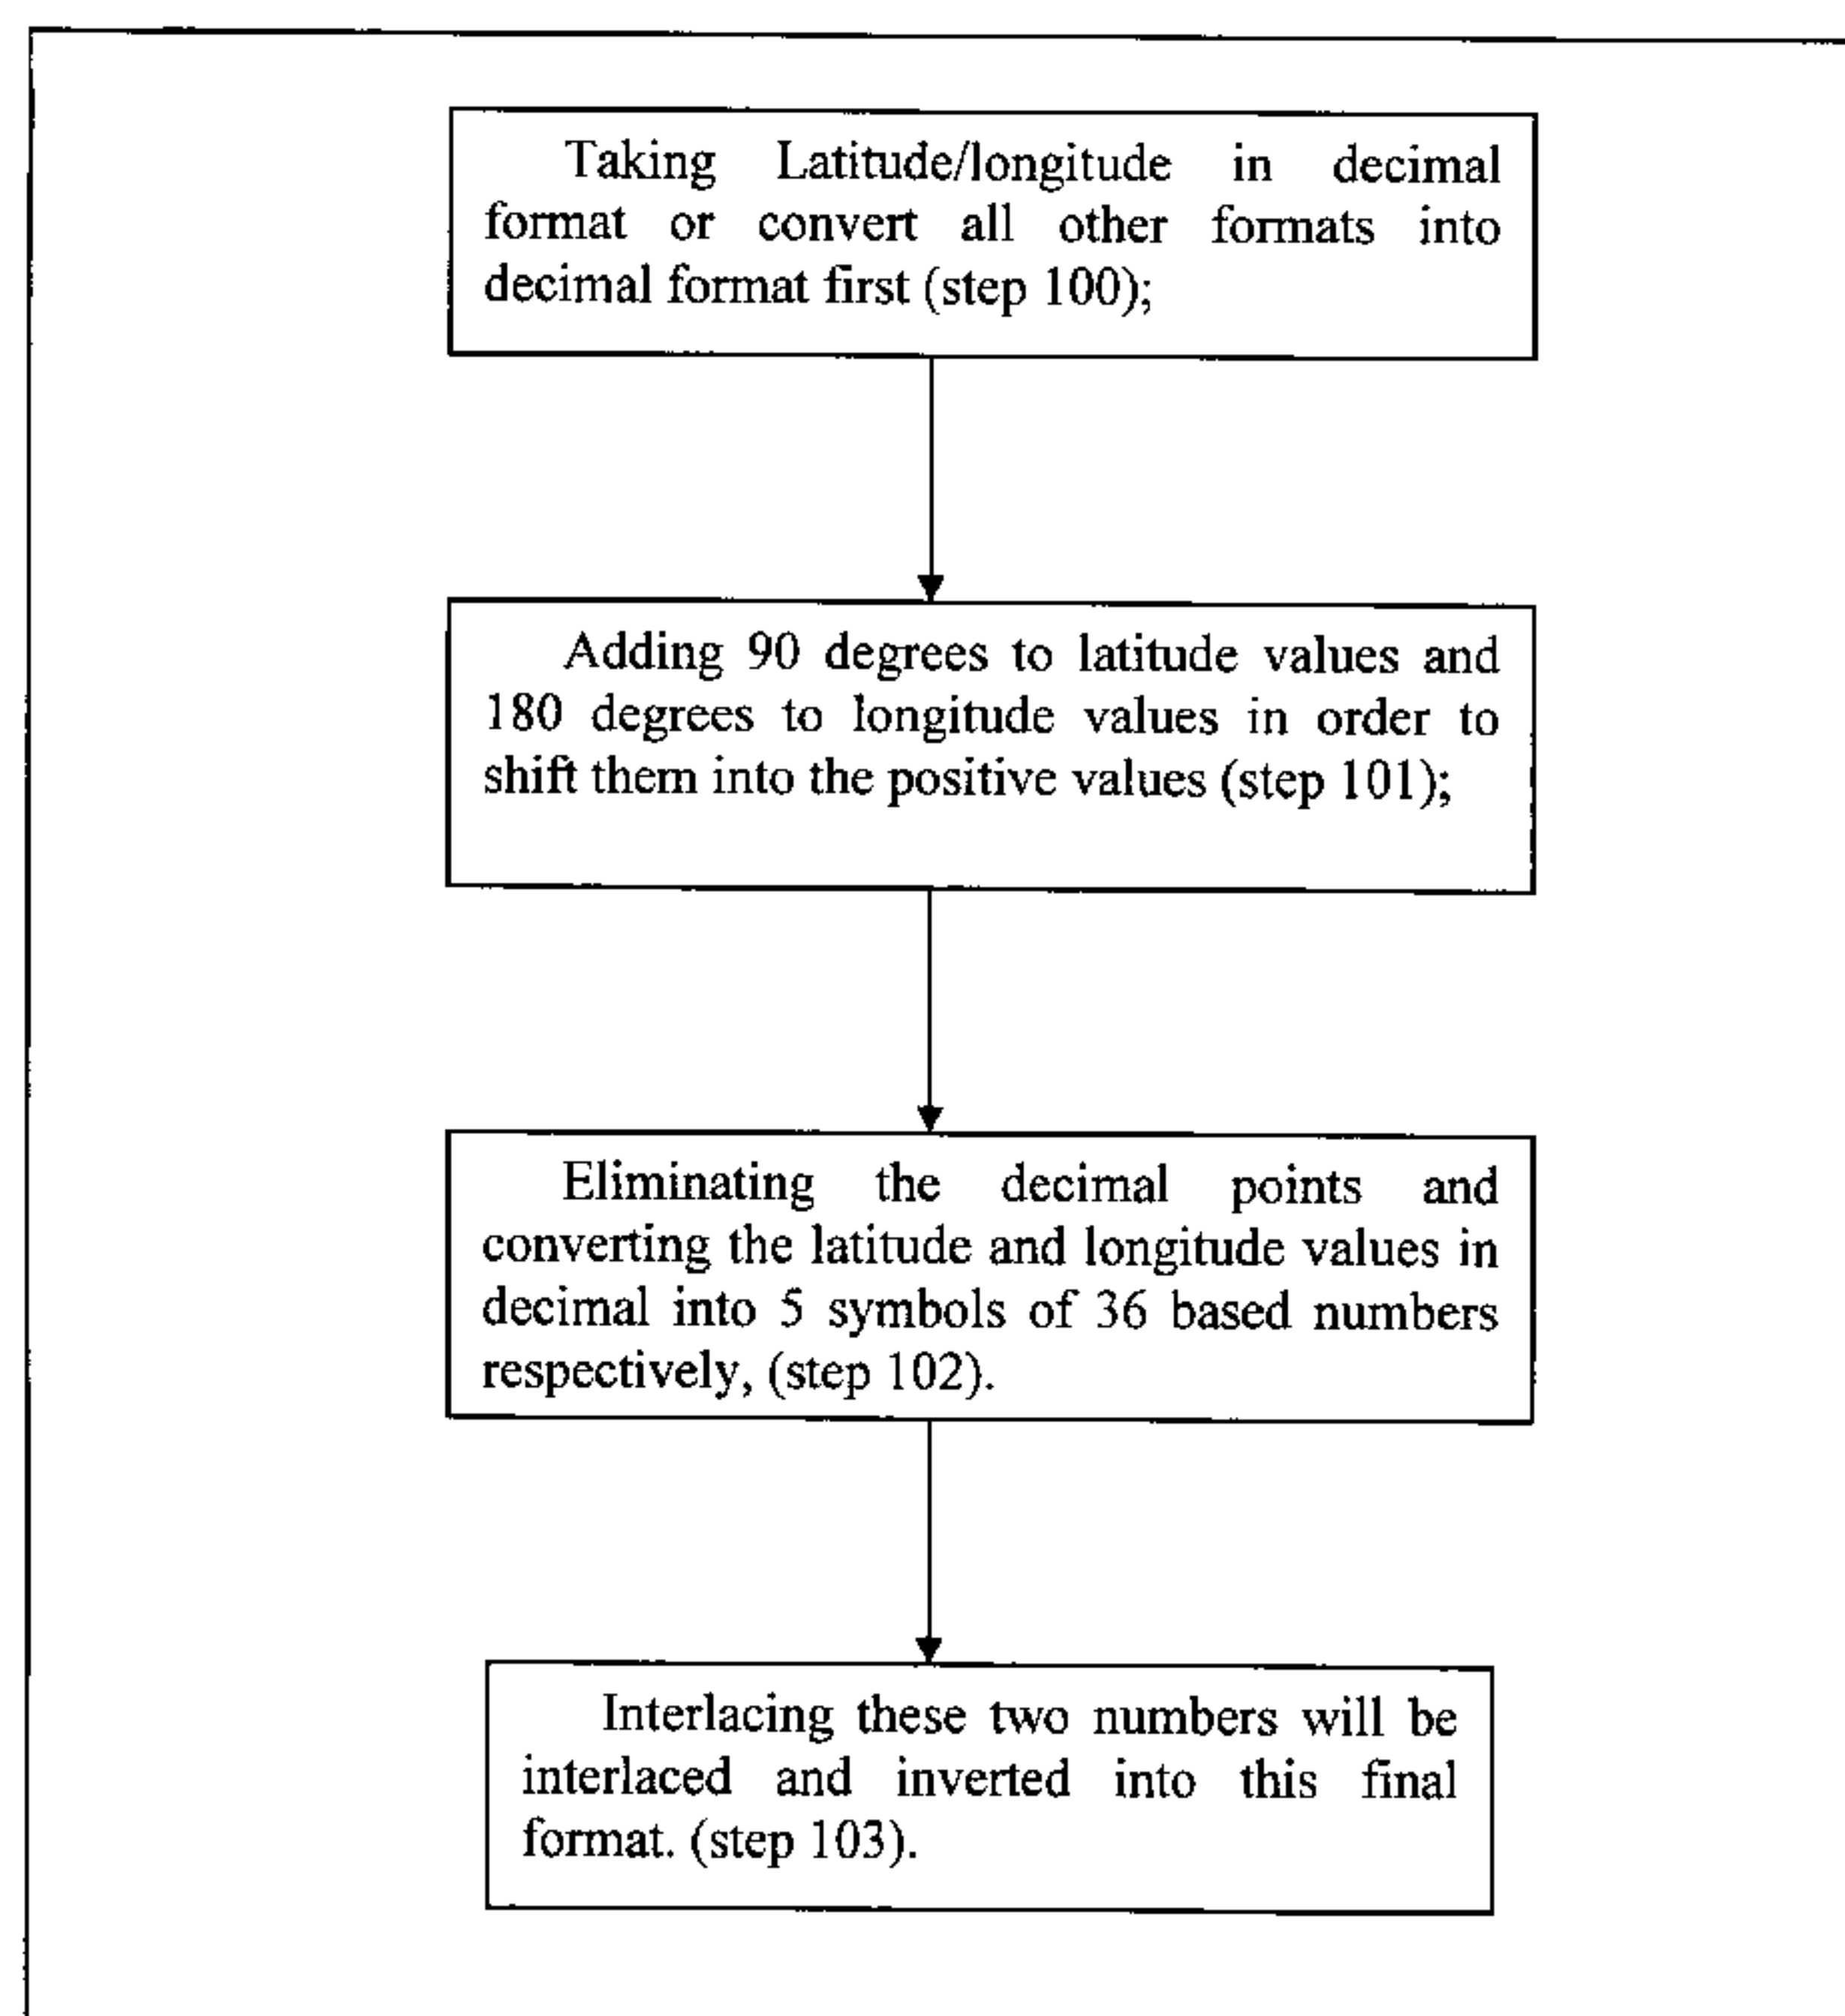 Taking Latitude/longitude in decimal
format or convert all other formats into
decimal format first (step 100);
Adding 90 degrees to latitude values and
180 degrees to longitude values in order to
shift them into the positive values (step 101);
Eliminating the decimal points and
converting the latitude and longitude values in
decimal into 5 symbols of 36 based numbers
respectively, (step 102).
Interlacing these two numbers will be
interlaced and inverted into this final
format. (step 103).